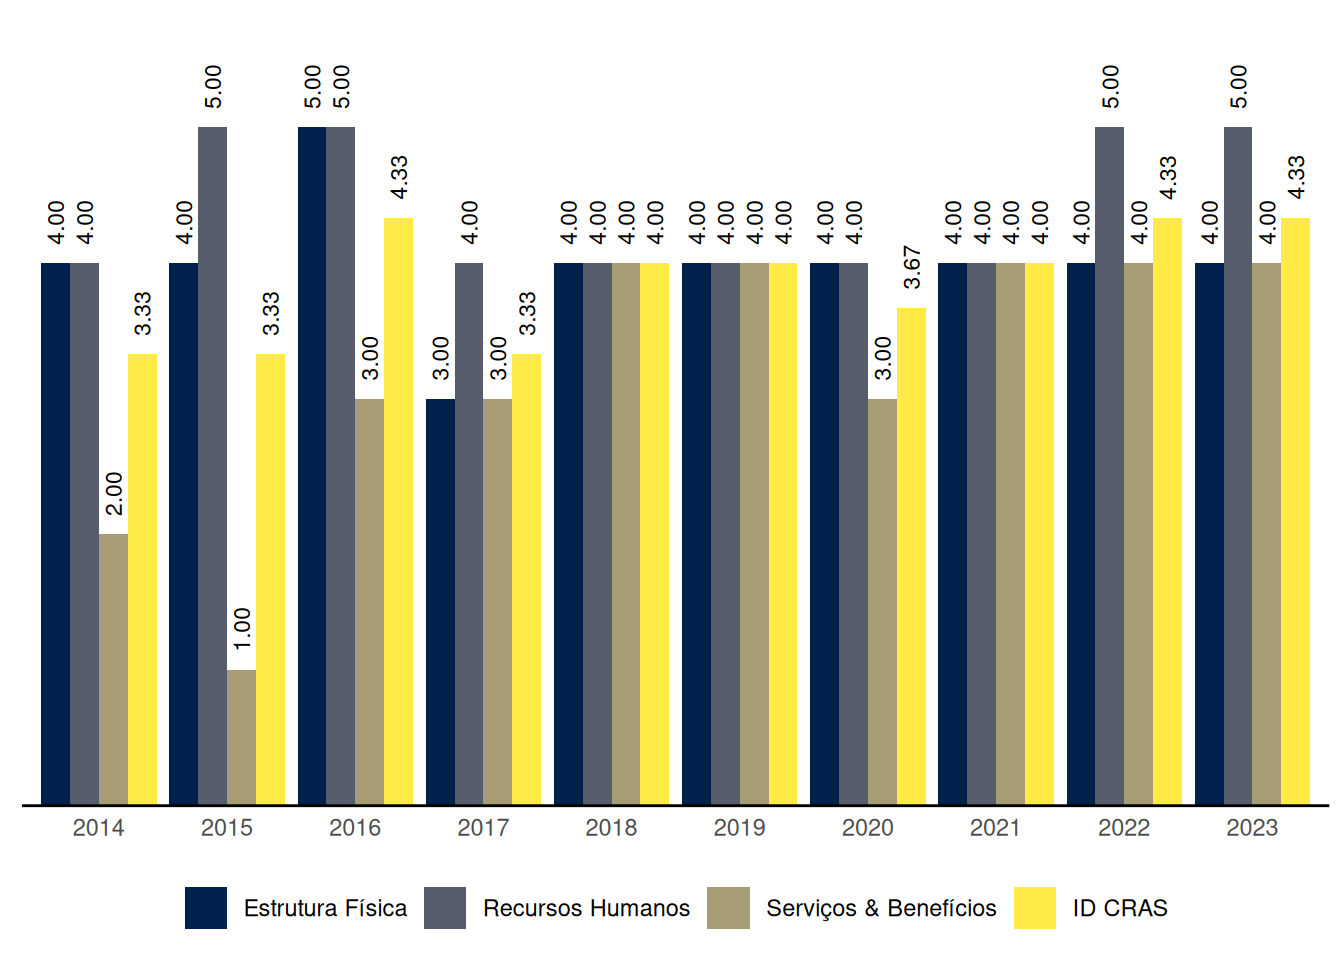 4.00 4.00 2.00 3.33
4.00 5.00 1.00 3.33
5.00 5.00 3.00 4.33
3.00 4.00 3.00 3.33
4.00 4.00 4.00 4.00
4.00 4.00 4.00 4.00
4.00 4.00 3.00 3.67
4.00 4.00 4.00 4.00
4.00 5.00 4.00 4.33
4.00 5.00 4.00 4.33
2014 2015 2016 2017 2018 2019 2020 2021 2022 2023
Estrutura Física Recursos Humanos Serviços & Benefícios ID CRAS